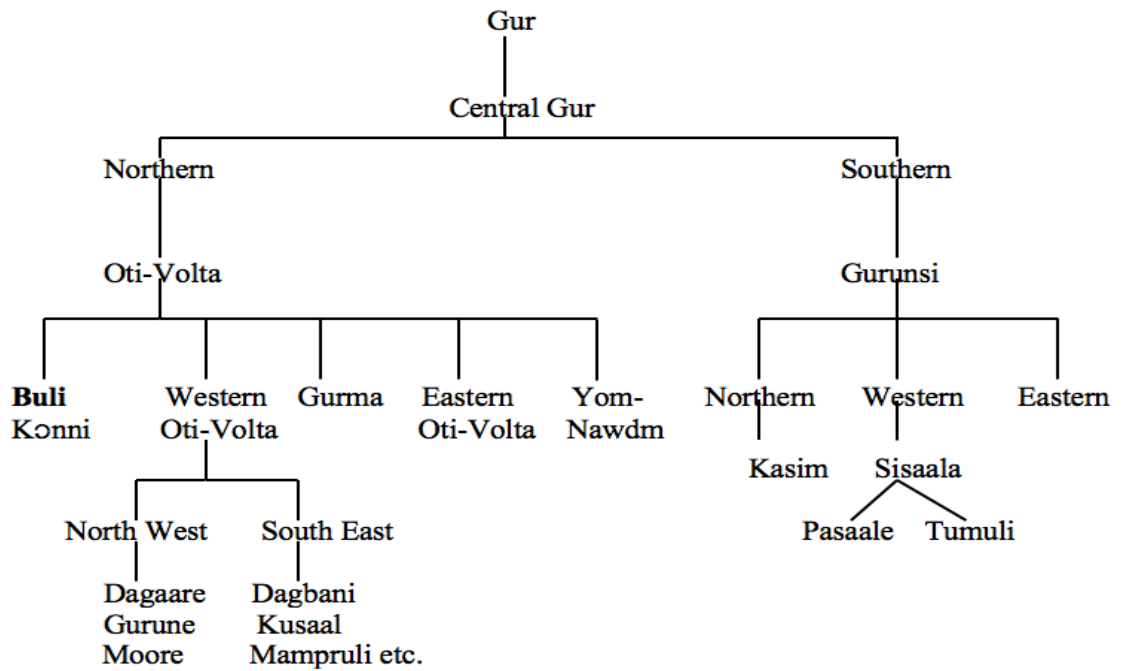 Gur
Central Gur
Northern Southern
Oti-Volta Gurunsi
Buli Western Gurma Eastern Yom- Northern Western Eastern
Kɔnni Oti-Volta Oti-Volta Nawdm
Kasim Sisaala
North West South East Pasaale Tumuli
Dagaare Dagbani
Gurune Kusaal
Moore Mampruli etc.